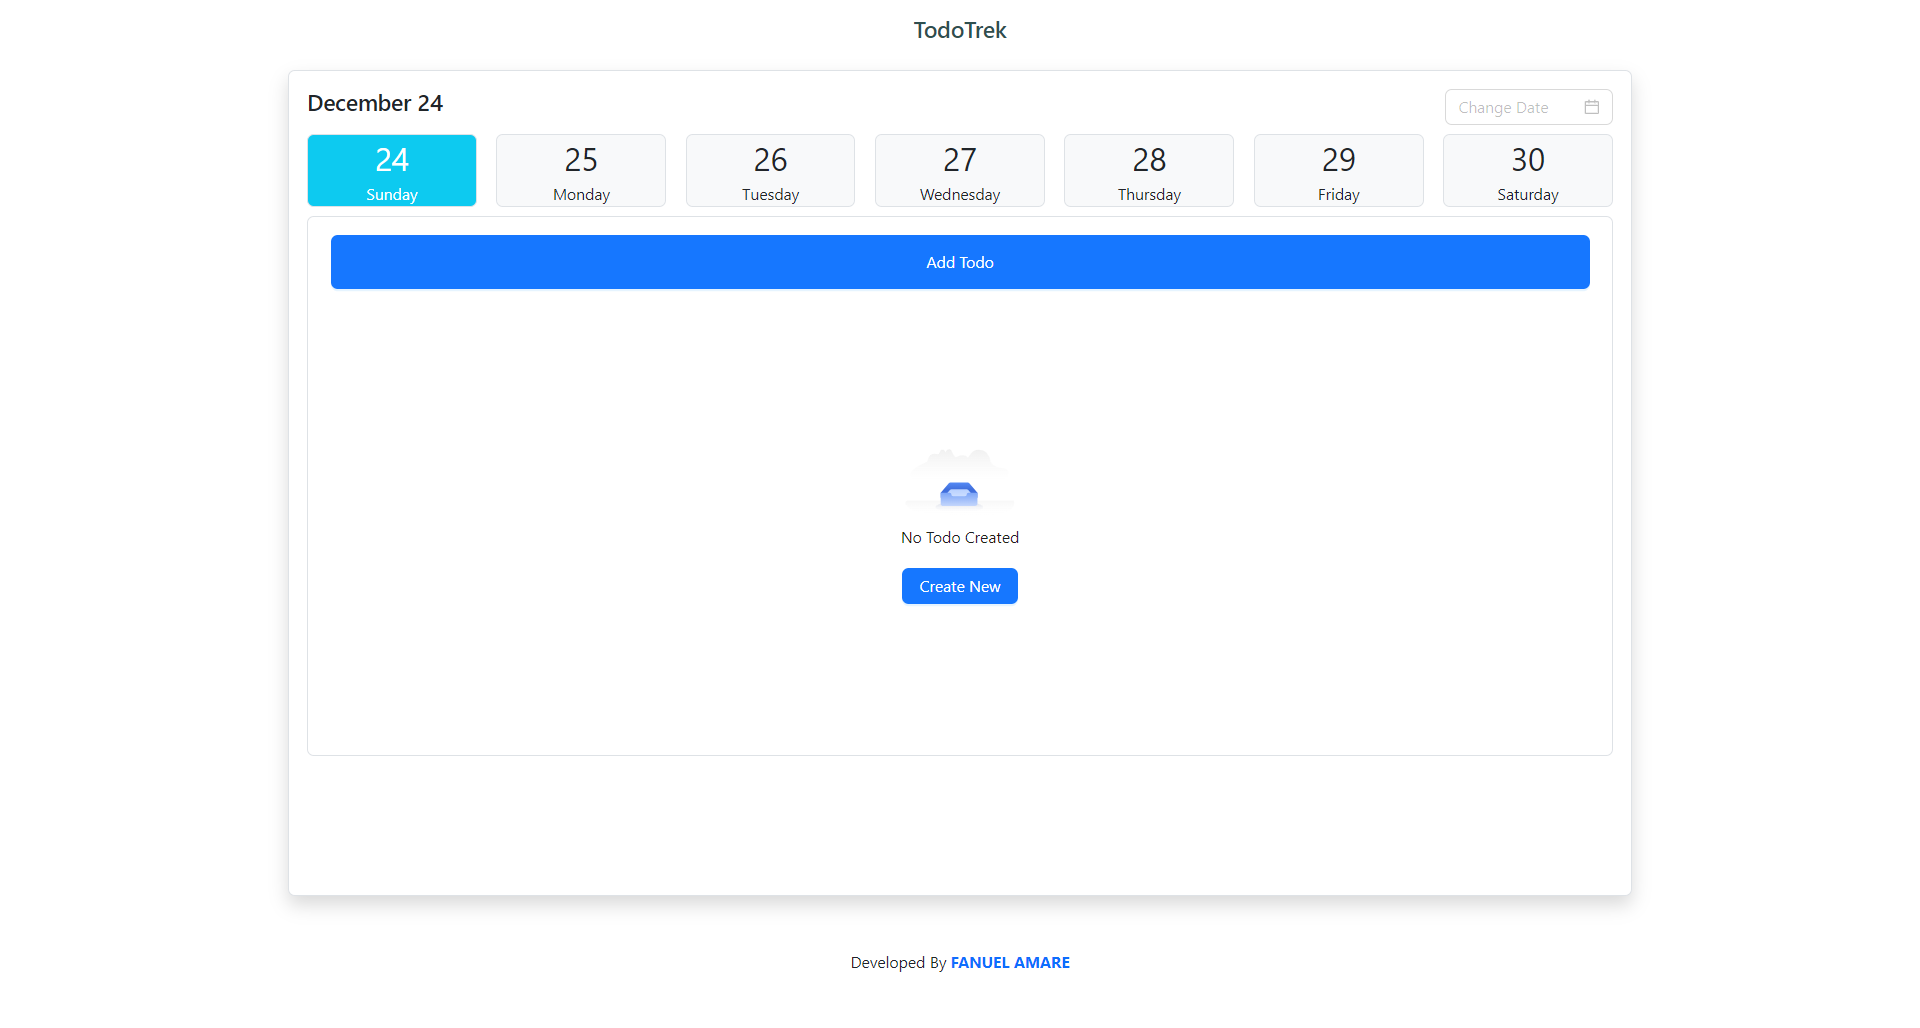 TodoTrek
December 24
Change Date
24
Sunday
25
Monday
26
Tuesday
27
Wednesday
28
Thursday
29
Friday
30
Saturday
Add Todo
No Todo Created
Create New
Developed By FANUEL AMARE